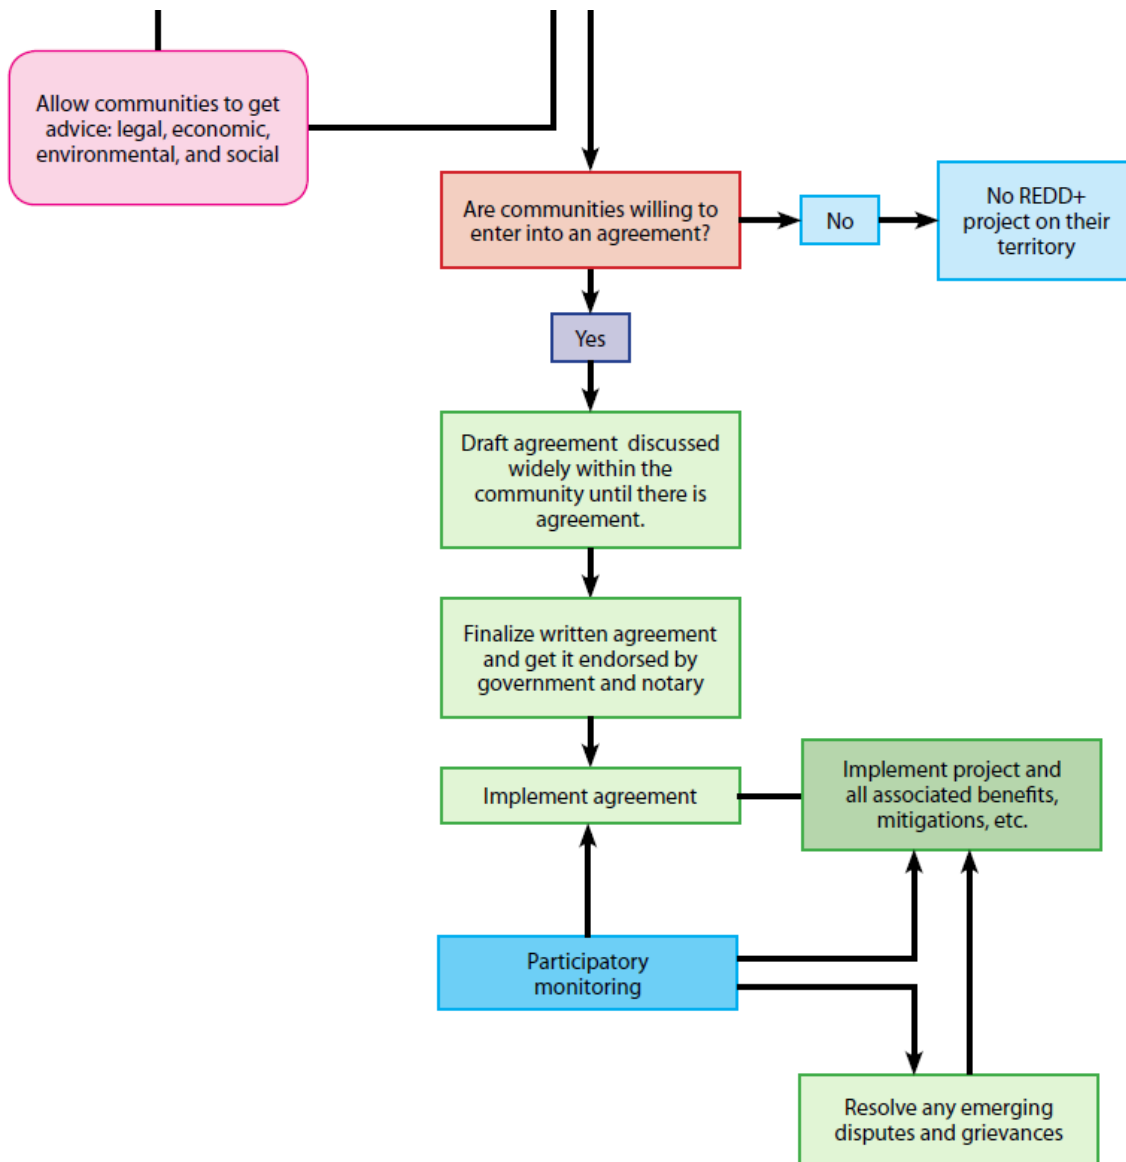 Allow communities to get
advice: legal, economic,
environmental, and social
Are communities willing to
enter into an agreement?
No
No REDD+
project on their
territory
Yes
Draft agreement discussed
widely within the
community until there is
agreement.
Finalize written agreement
and get it endorsed by
government and notary
Implement agreement
Implement project and
all associated benefits,
mitigations, etc.
Participatory
monitoring
Resolve any emerging
disputes and grievances